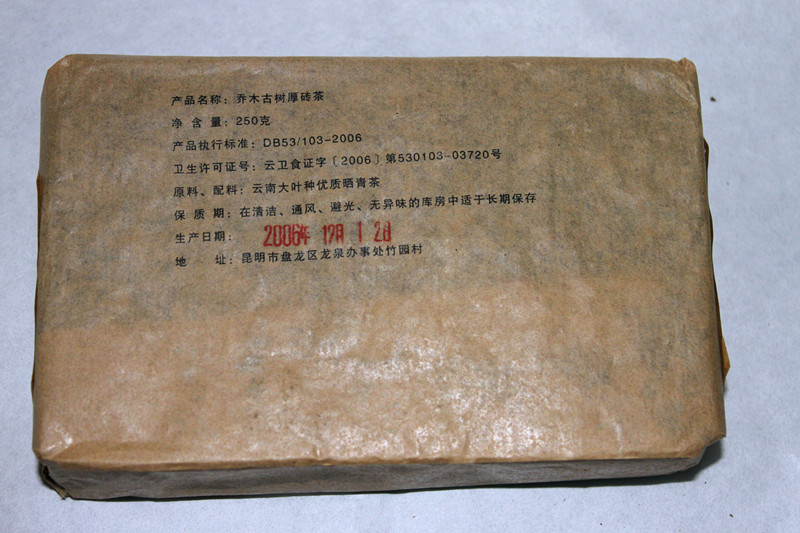 产品名称：乔木古树厚砖茶
净 含 量：250克
产品执行标准：DB53/103-2006
卫生许可证号：云卫食证字〔2006〕第530103-03720号
原料、配料：云南大叶种优质晒青茶
保 质 期：在清洁、通风、避光、无异味的库房中适于长期保存
生产日期：2006年 12月 1 2日
地 址：昆明市盘龙区龙泉办事处竹园村